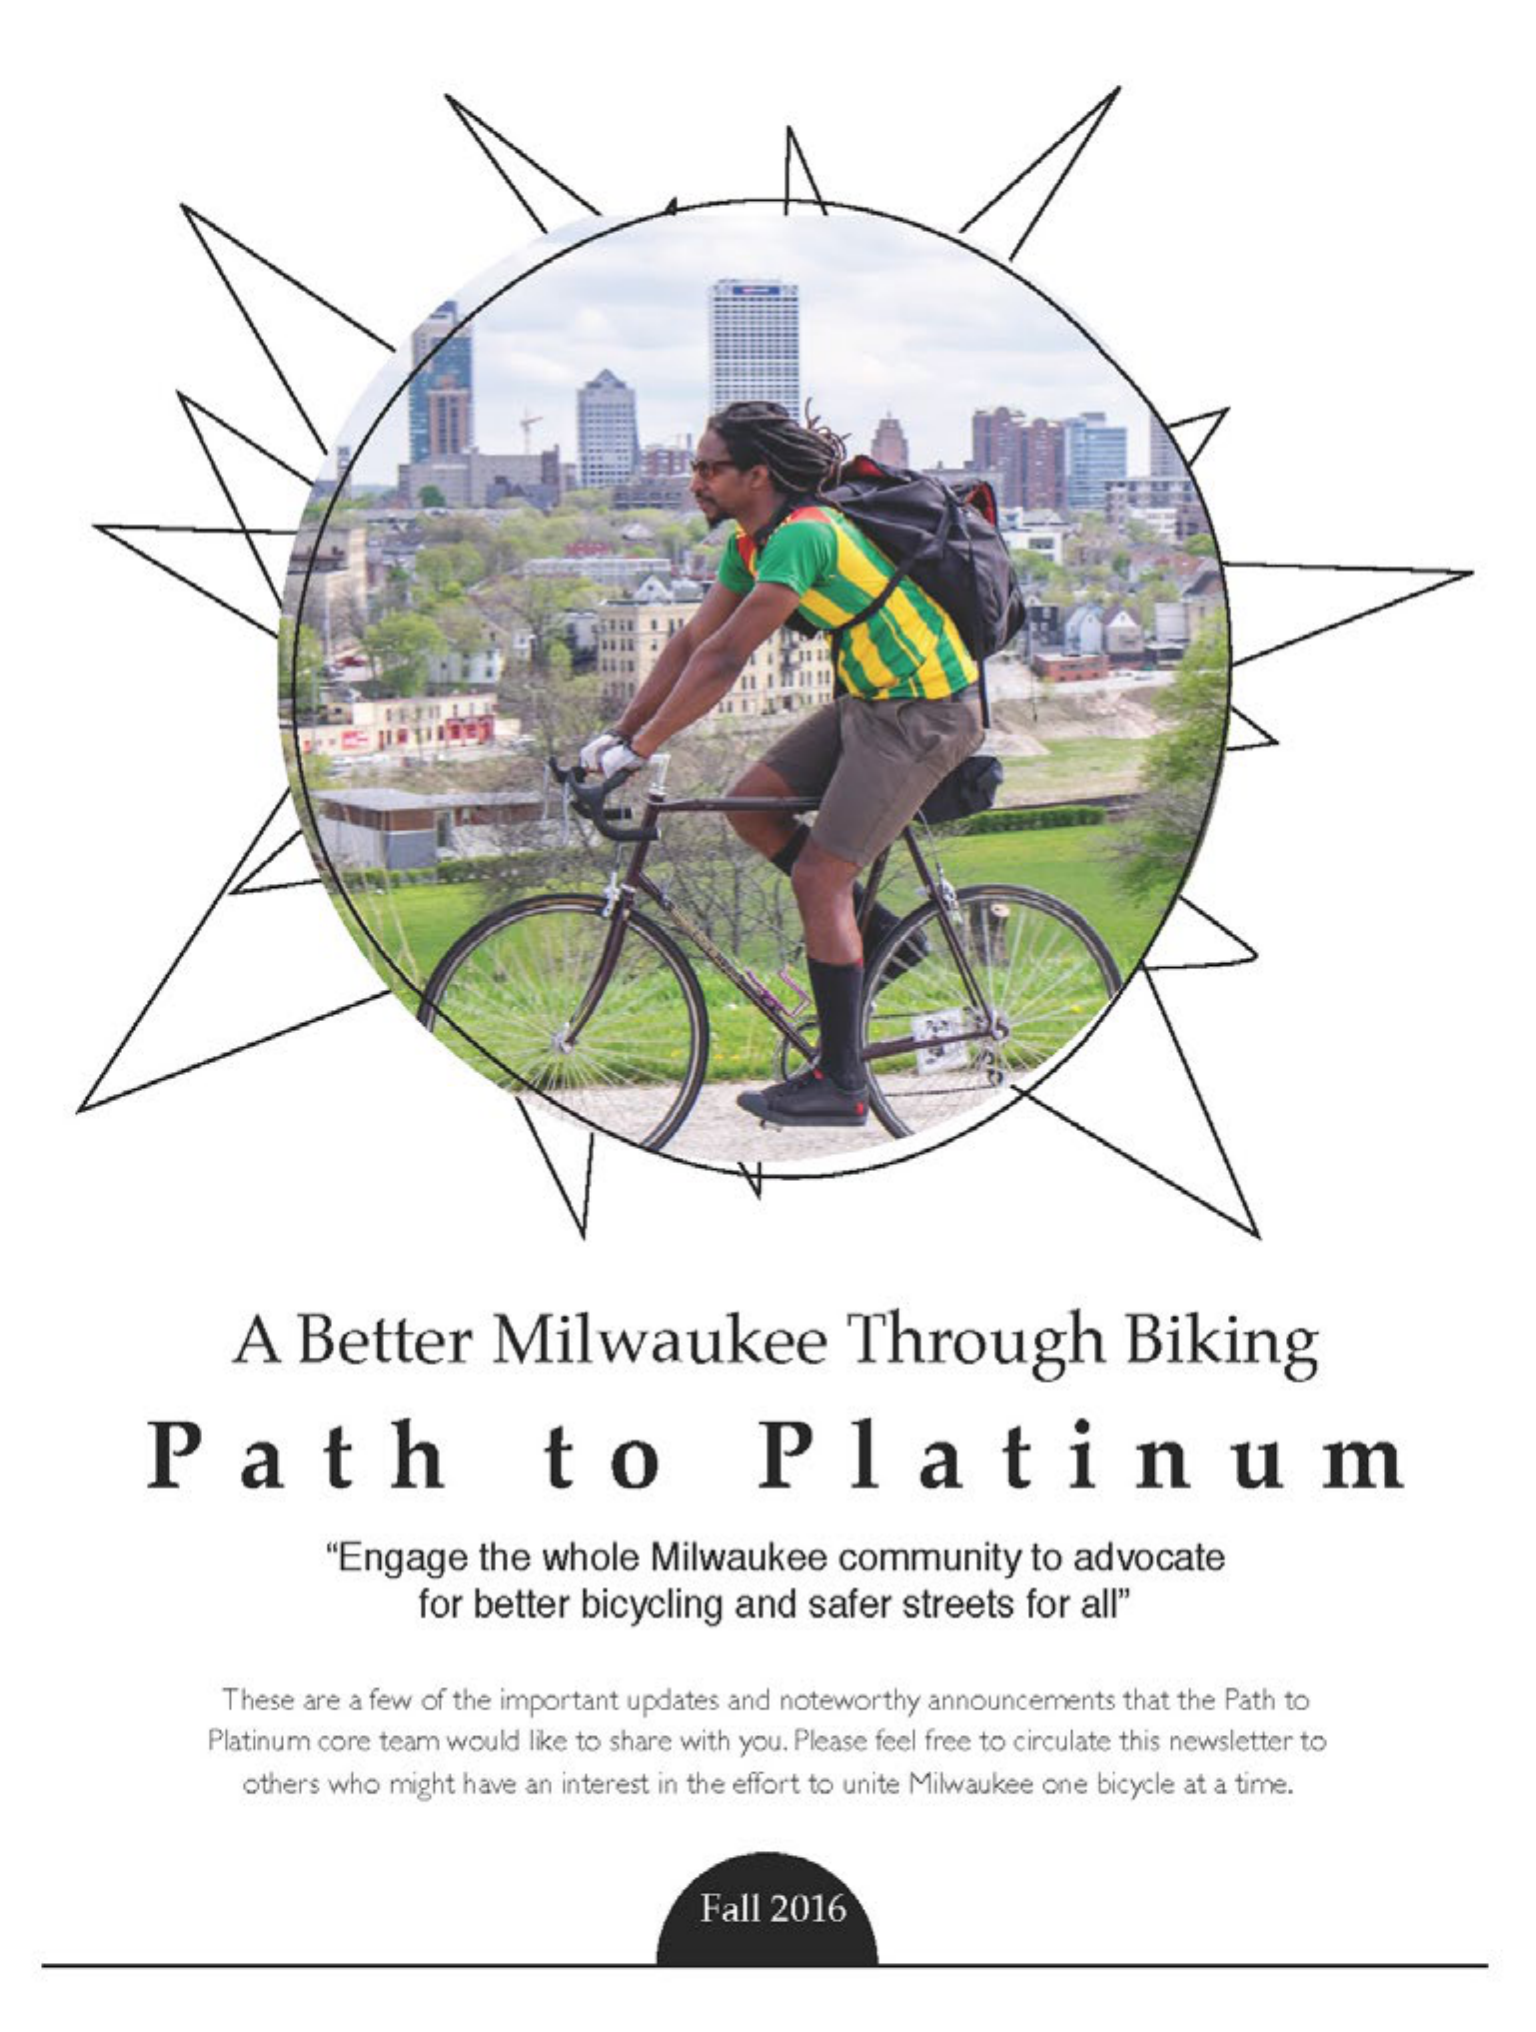 A Better Milwaukee Through Biking
Path to Platinum
“Engage the whole Milwaukee community to advocate
for better bicycling and safer streets for all”
These are a few of the important updates and noteworthy announcements that the Path to
Platinum core team would like to share with you. Please feel free to circulate this newsletter to
others who might have an interest in the effort to unite Milwaukee one bicycle at a time.
Fall 2016